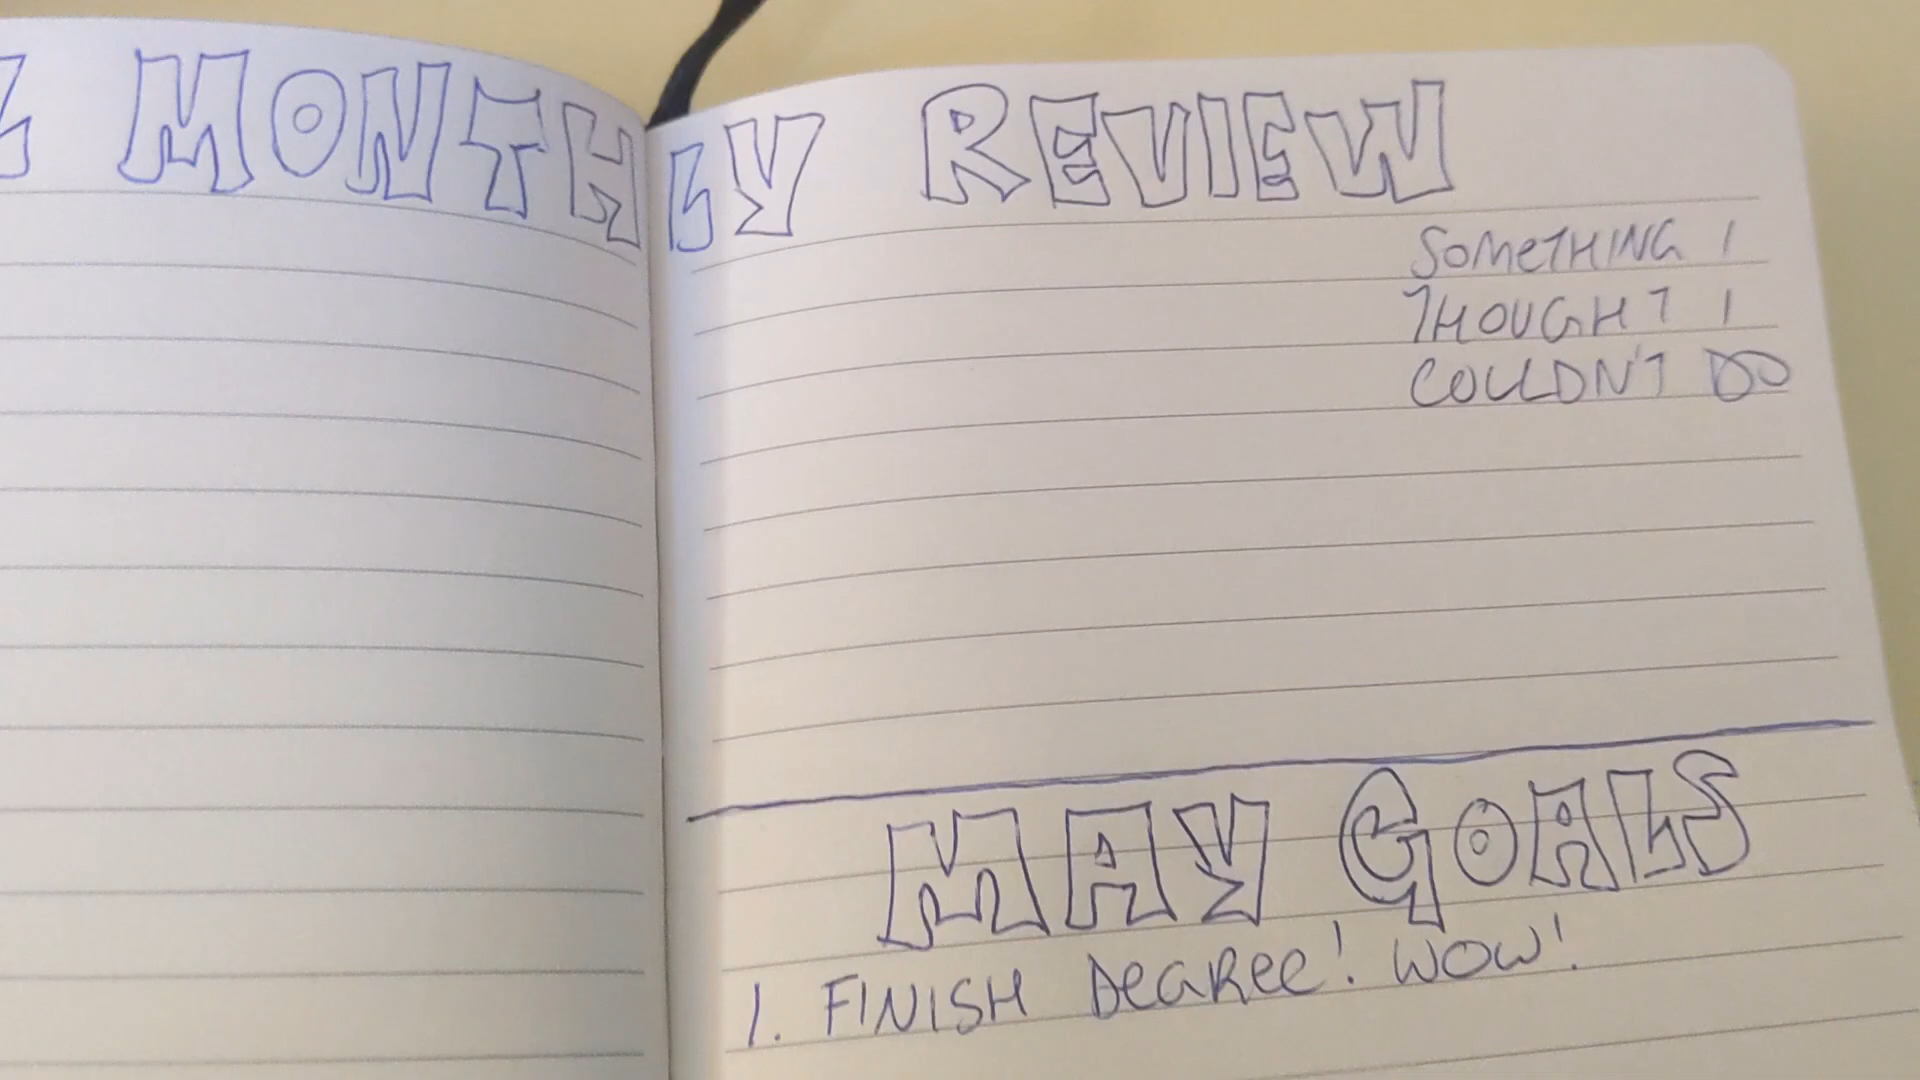 MONTHLY REVIEW
SOMETHING I
THOUGHT I
COULDN'T DO
MAY GOALS
1. FINISH DEGREE! WOW!